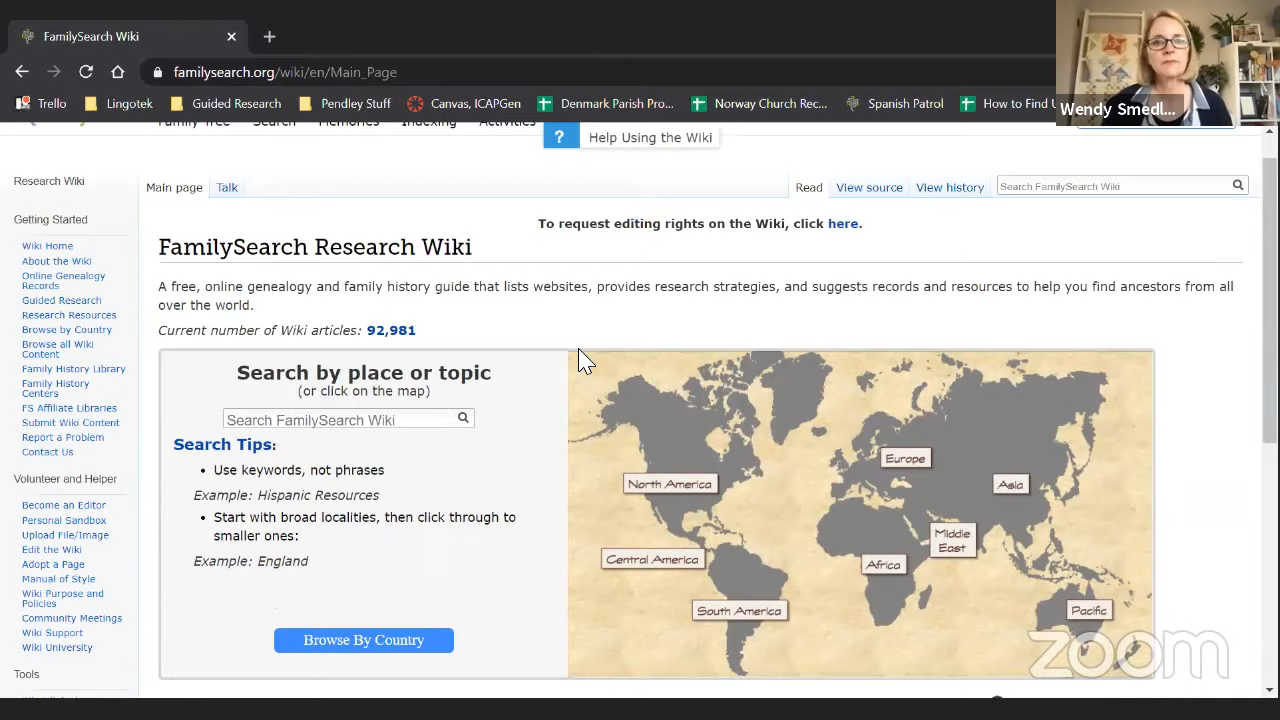 FamilySearch Wiki
familysearch.org/wiki/en/Main_Page
Trello
Lingotek
Guided Research
Pendley Stuff
Canvas, ICAPGen
Denmark Parish Pro...
Norway Church Rec...
Spanish Patrol
How to Find U
Wendy Smedl...
Family Tree
Search
Memories
Indexing
Activities
? Help Using the Wiki
Research Wiki
Main page
Talk
Read
View source
View history
Search FamilySearch Wiki
Getting Started
Wiki Home
About the Wiki
Online Genealogy
Records
Guided Research
Research Resources
Browse by Country
Browse all Wiki
Content
Family History Library
Family History
Centers
FS Affiliate Libraries
Submit Wiki Content
Report a Problem
Contact Us
Volunteer and Helper
Become an Editor
Personal Sandbox
Upload File/Image
Edit the Wiki
Adopt a Page
Manual of Style
Wiki Purpose and
Policies
Community Meetings
Wiki Support
Wiki University
Tools
To request editing rights on the Wiki, click here.
FamilySearch Research Wiki
A free, online genealogy and family history guide that lists websites, provides research strategies, and suggests records and resources to help you find ancestors from all
over the world.
Current number of Wiki articles: 92,981
Search by place or topic
(or click on the map)
Search FamilySearch Wiki
Search Tips:
• Use keywords, not phrases
Example: Hispanic Resources
• Start with broad localities, then click through to
smaller ones:
Example: England
Browse By Country
North America
Europe
Asia
Middle
East
Central America
Africa
South America
Pacific
zoom